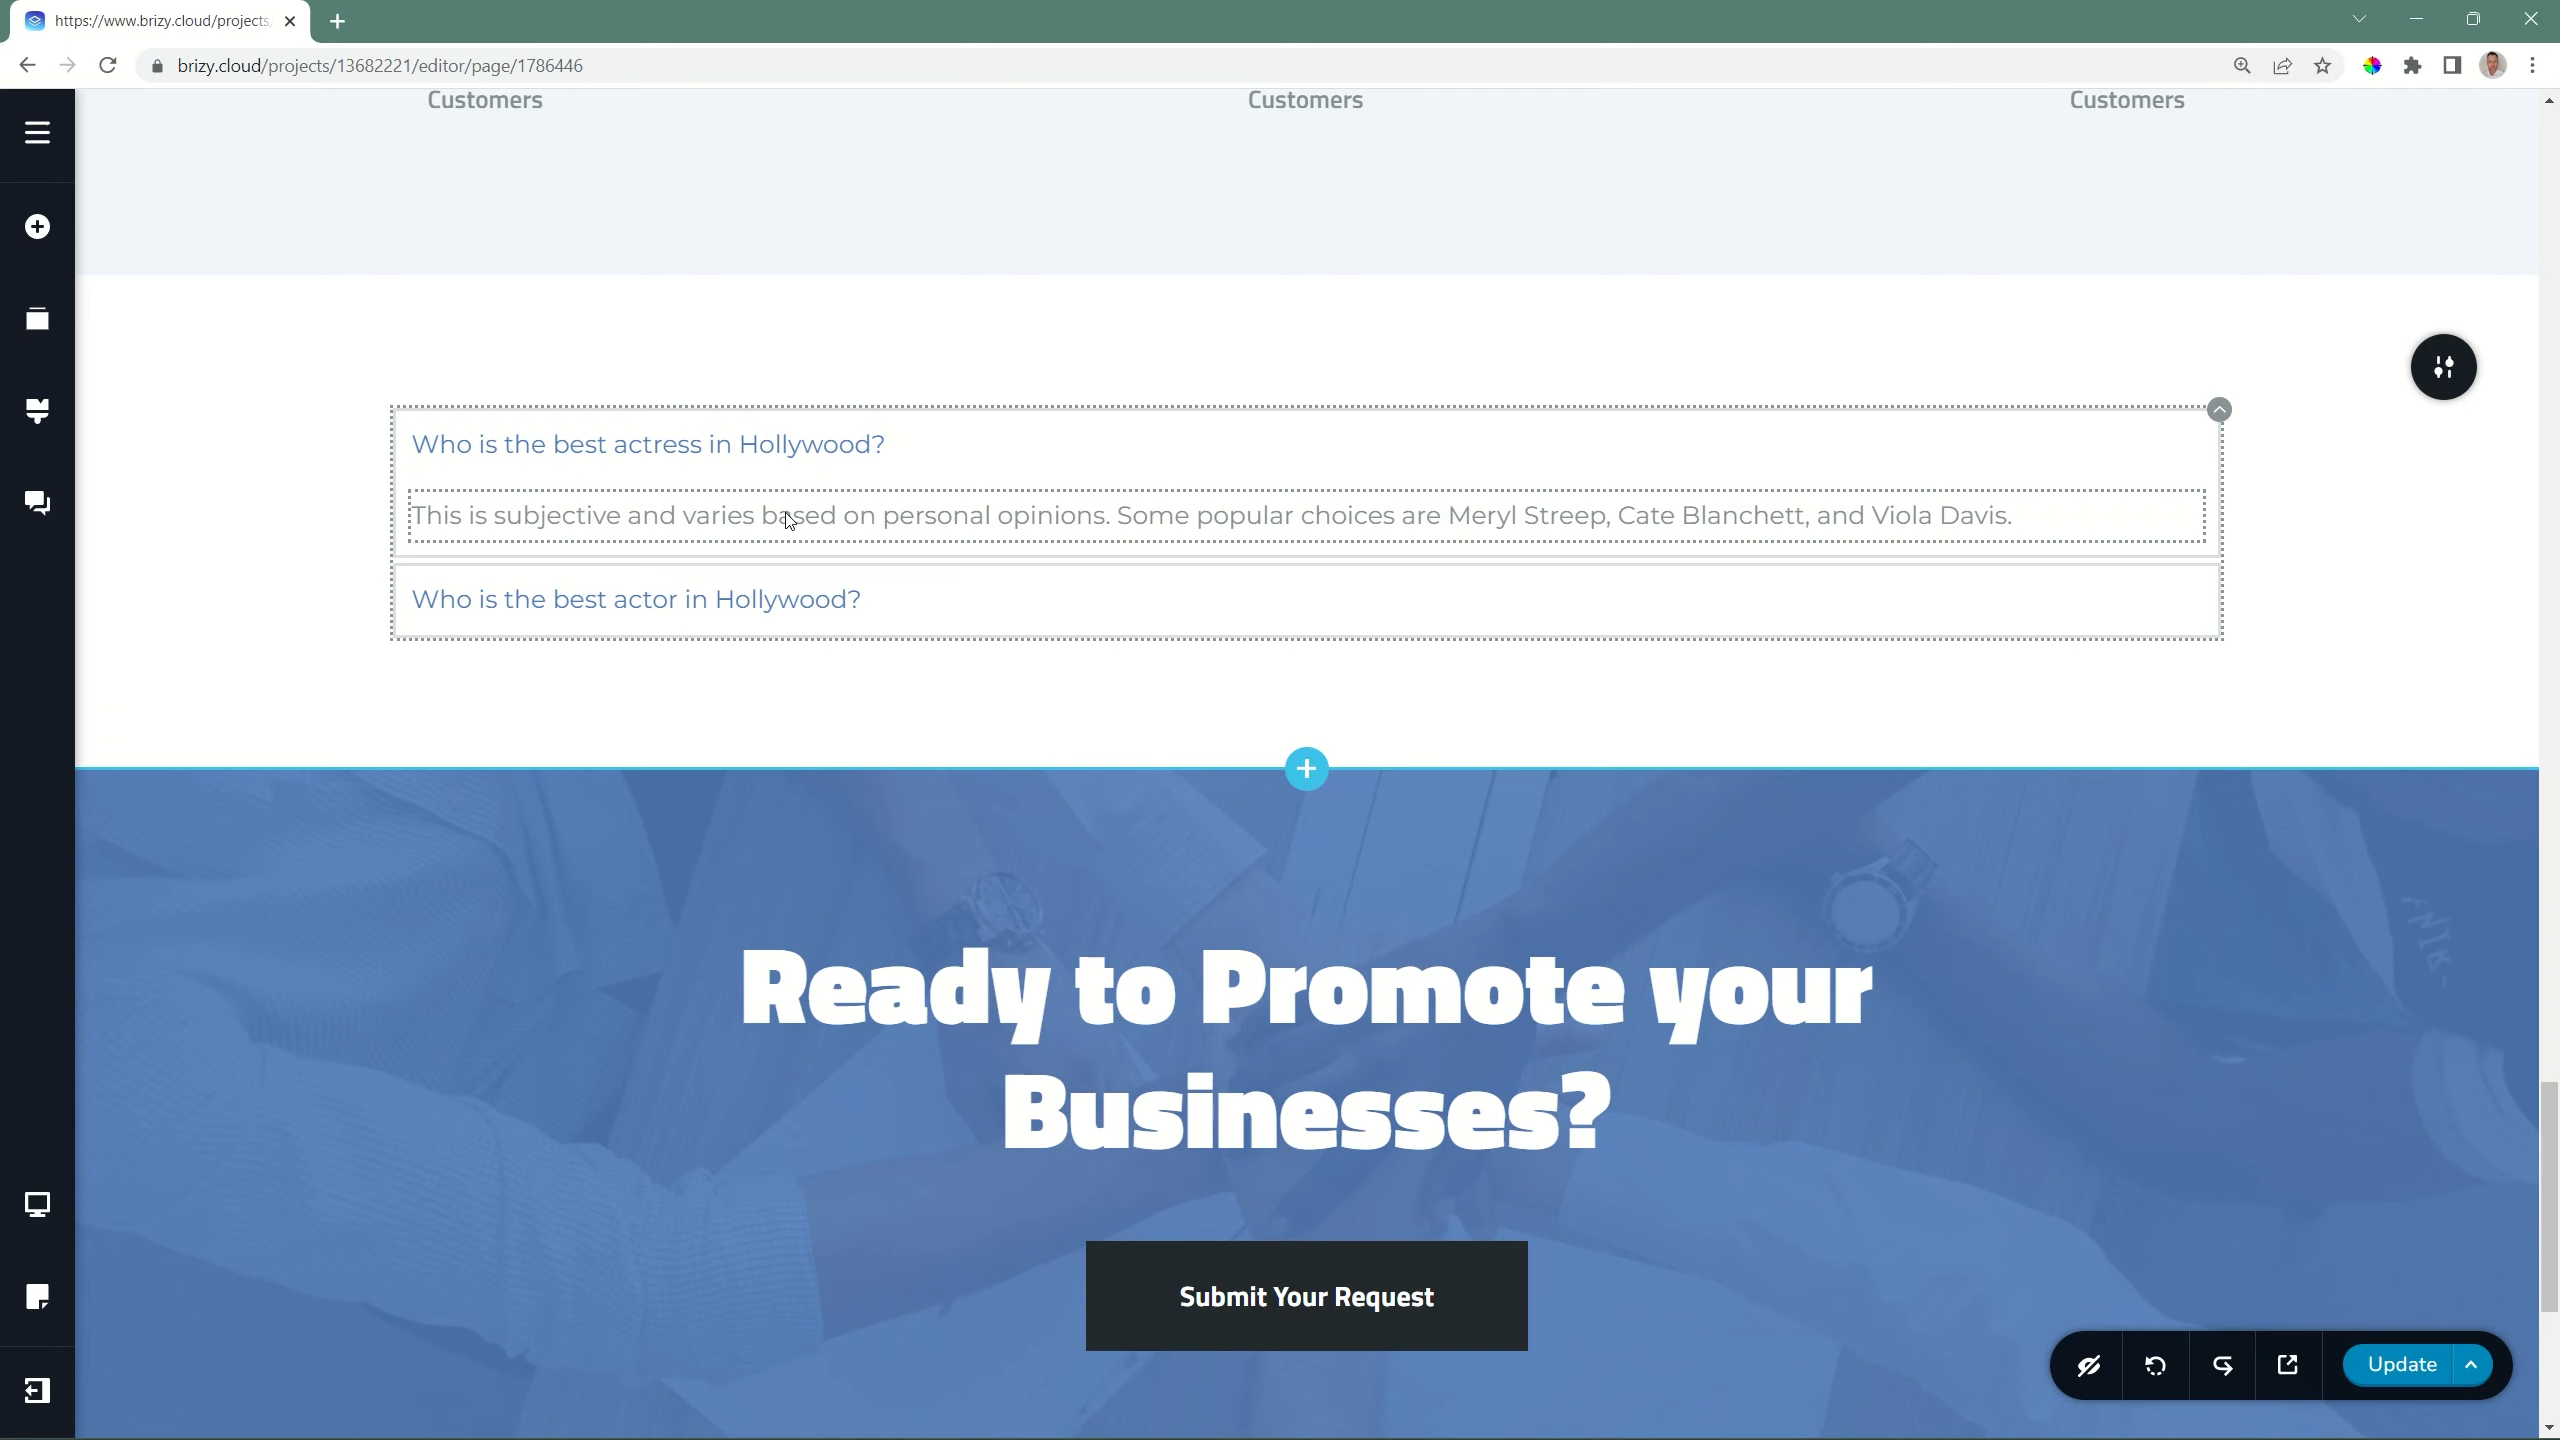 https://www.brizy.cloud/projects
brizy.cloud/projects/13682221/editor/page/1786446
Customers Customers Customers
Who is the best actress in Hollywood?
This is subjective and varies based on personal opinions. Some popular choices are Meryl Streep, Cate Blanchett, and Viola Davis.
Who is the best actor in Hollywood?
Ready to Promote your
Businesses?
Submit Your Request
Update